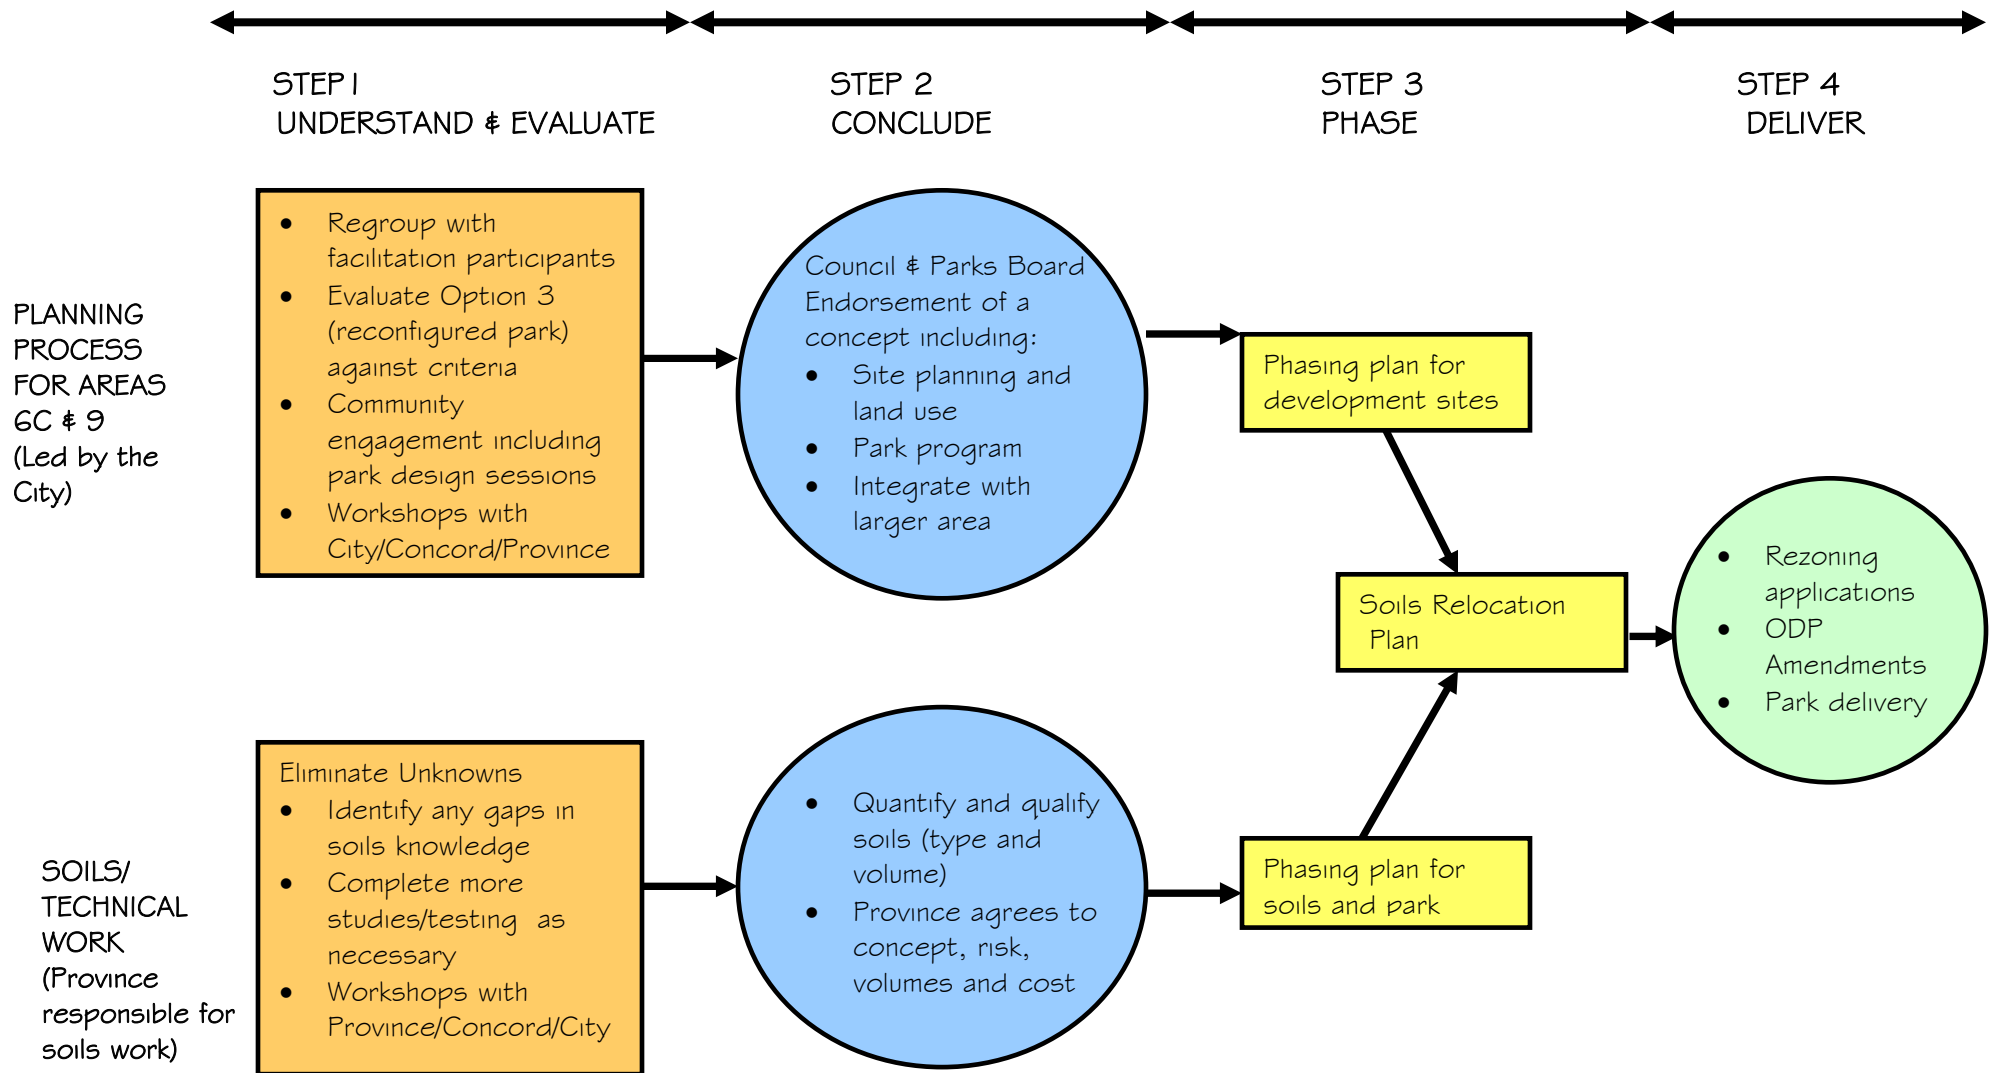 STEP 1
UNDERSTAND & EVALUATE
STEP 2
CONCLUDE
STEP 3
PHASE
STEP 4
DELIVER
PLANNING
PROCESS
FOR AREAS
6C & 9
(Led by the
City)
• Regroup with
facilitation participants
• Evaluate Option 3
(reconfigured park)
against criteria
• Community
engagement including
park design sessions
• Workshops with
City/Concord/Province
Council & Parks Board
Endorsement of a
concept including:
• Site planning and
land use
• Park program
• Integrate with
larger area
Phasing plan for
development sites
Soils Relocation
Plan
• Rezoning
applications
• ODP
Amendments
• Park delivery
SOILS/
TECHNICAL
WORK
(Province
responsible for
soils work)
Eliminate Unknowns
• Identify any gaps in
soils knowledge
• Complete more
studies/testing as
necessary
• Workshops with
Province/Concord/City
• Quantify and qualify
soils (type and
volume)
• Province agrees to
concept, risk,
volumes and cost
Phasing plan for
soils and park